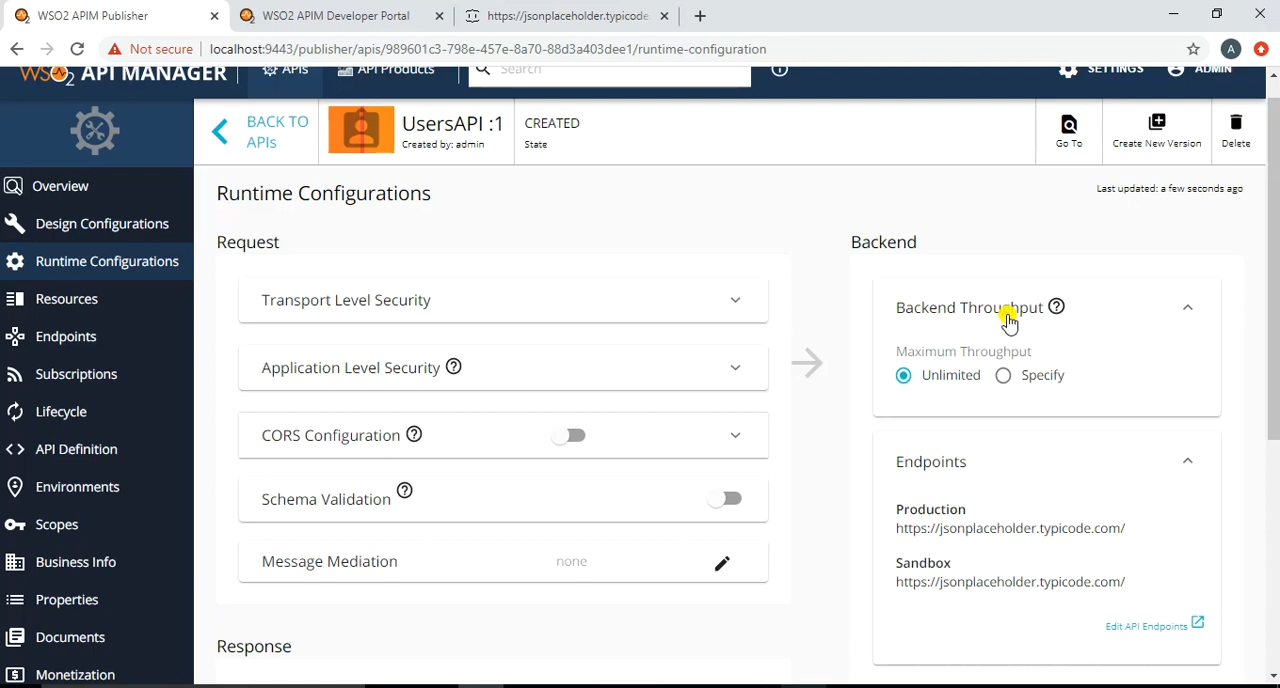 WSO2 APIM Publisher
WSO2 APIM Developer Portal
https://jsonplaceholder.typicode
Not secure
localhost:9443/publisher/apis/989601c3-798e-457e-8a70-88d3a403dee1/runtime-configuration
A
WSO2 API MANAGER
APIs
API Products
Search
SETTINGS
ADMIN
BACK TO
APIs
UsersAPI :1
Created by: admin
CREATED
State
Go To
Create New Version
Delete
Overview
Design Configurations
Runtime Configurations
Resources
Endpoints
Subscriptions
Lifecycle
API Definition
Environments
Scopes
Business Info
Properties
Documents
Monetization
Runtime Configurations
Last updated: a few seconds ago
Request
Transport Level Security
Application Level Security
CORS Configuration
Schema Validation
Message Mediation
none
Response
Backend
Backend Throughput
Maximum Throughput
Unlimited
Specify
Endpoints
Production
https://jsonplaceholder.typicode.com/
Sandbox
https://jsonplaceholder.typicode.com/
Edit API Endpoints